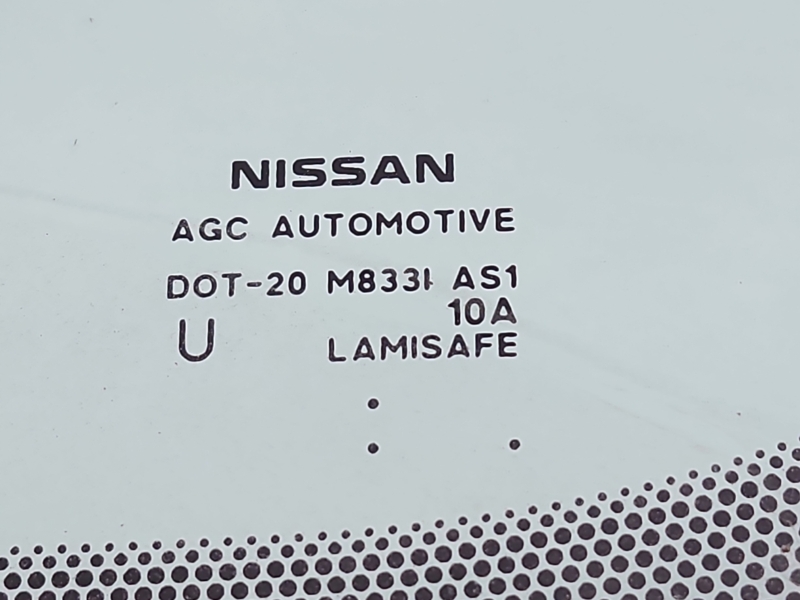 NISSAN
AGC AUTOMOTIVE
DOT-20 M833I AS1
10A
U LAMISAFE